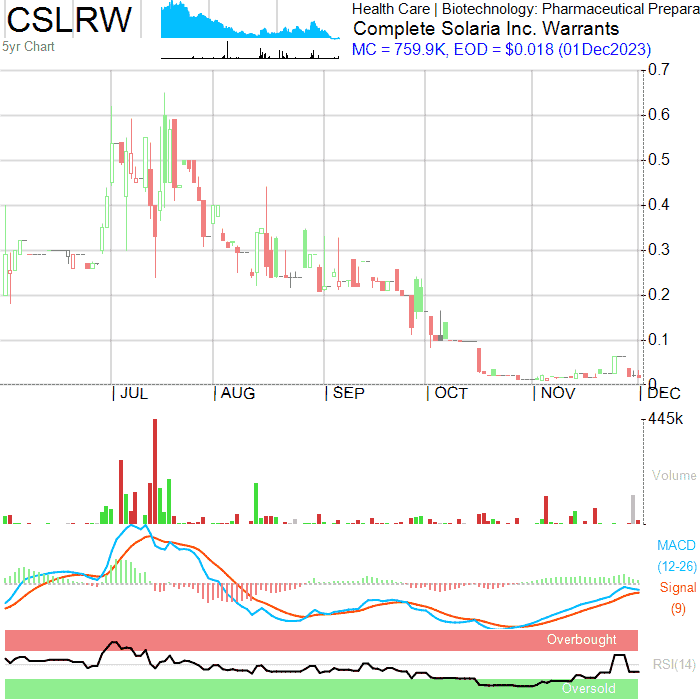 CSLRW
Health Care | Biotechnology: Pharmaceutical Prepara
5yr Chart
Complete Solaria Inc. Warrants
MC = 759.9K, EOD = $0.018 (01Dec2023)
0.7
0.6
0.5
0.4
0.3
0.2
0.1
0
| JUL | AUG | SEP | OCT | NOV | DEC
445k
Volume
MACD
(12-26)
Signal
(9)
Overbought
RSI(14)
Oversold